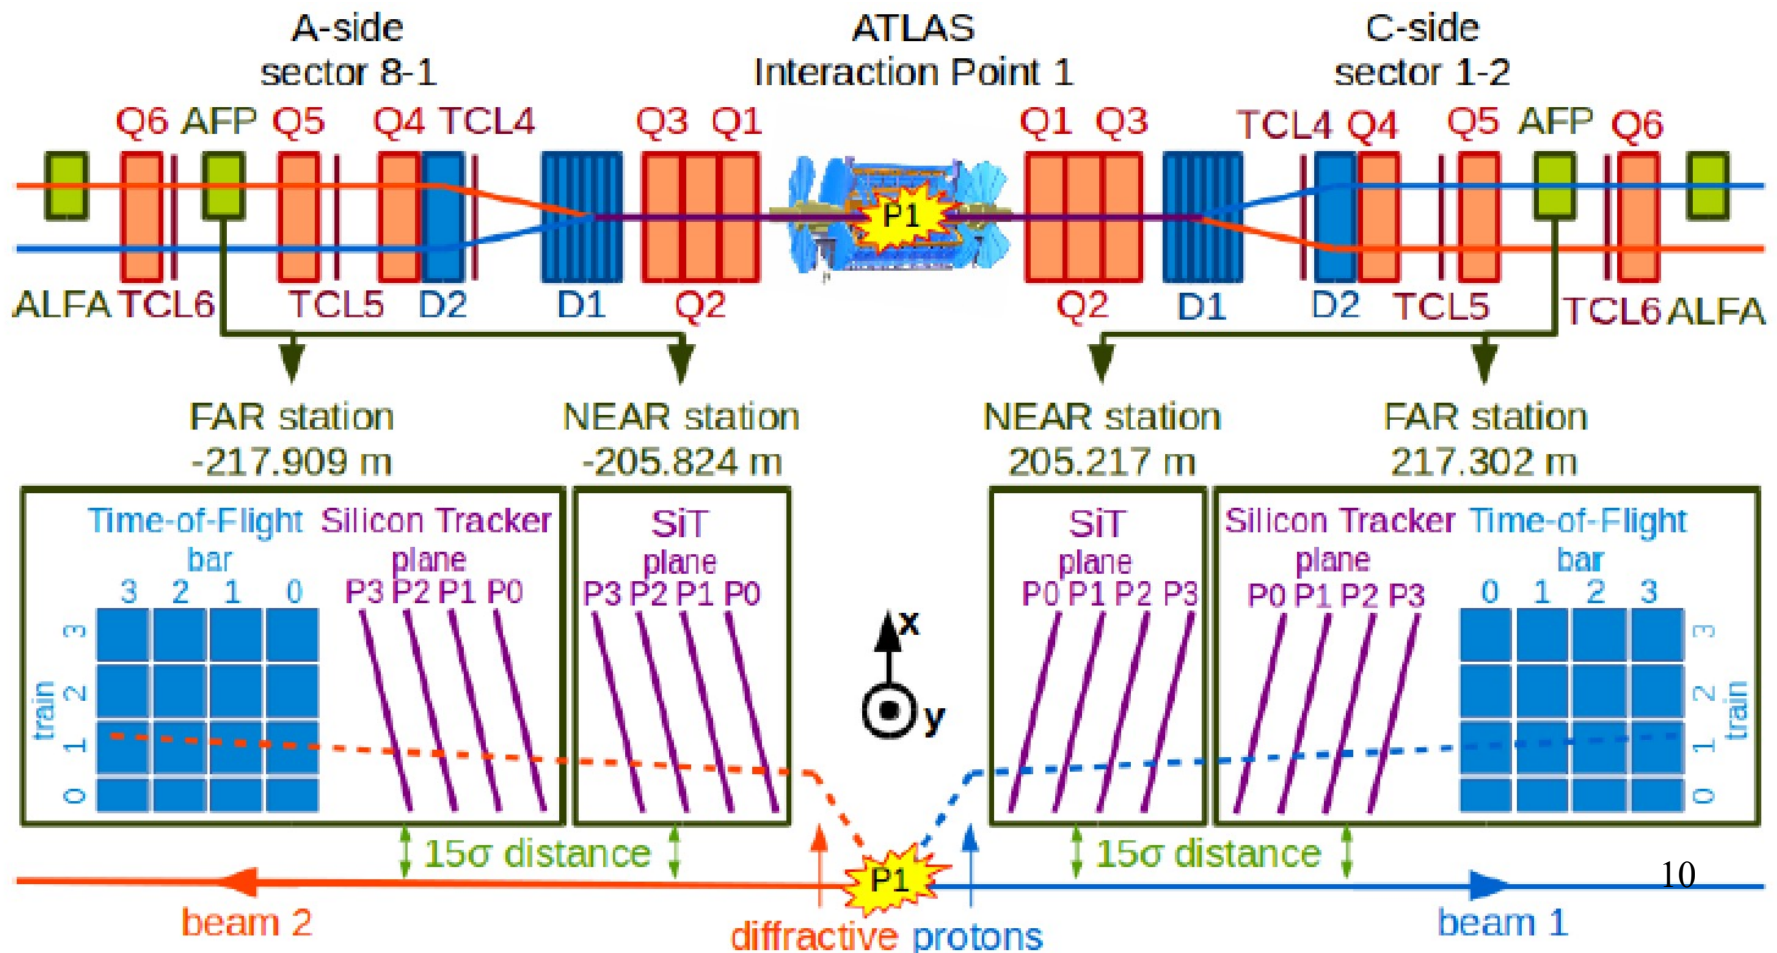 A-side
sector 8-1
ATLAS
Interaction Point 1
C-side
sector 1-2
Q6 AFP Q5 Q4 TCL4 Q3 Q1 Q1 Q3 TCL4 Q4 Q5 AFP Q6
P1
ALFA TCL6 TCL5 D2 D1 Q2 Q2 D1 D2 TCL5 TCL6 ALFA
FAR station
-217.909 m
NEAR station
-205.824 m
NEAR station
205.217 m
FAR station
217.302 m
Time-of-Flight
bar
3 2 1 0
train
3
2
1
0
Silicon Tracker
plane
P3 P2 P1 P0
SiT
plane
P3 P2 P1 P0
x
y
SiT
plane
P0 P1 P2 P3
Silicon Tracker
plane
P0 P1 P2 P3
Time-of-Flight
bar
0 1 2 3
3
2
1
0
train
15σ distance
15σ distance
P1
10
beam 2
diffractive protons
beam 1